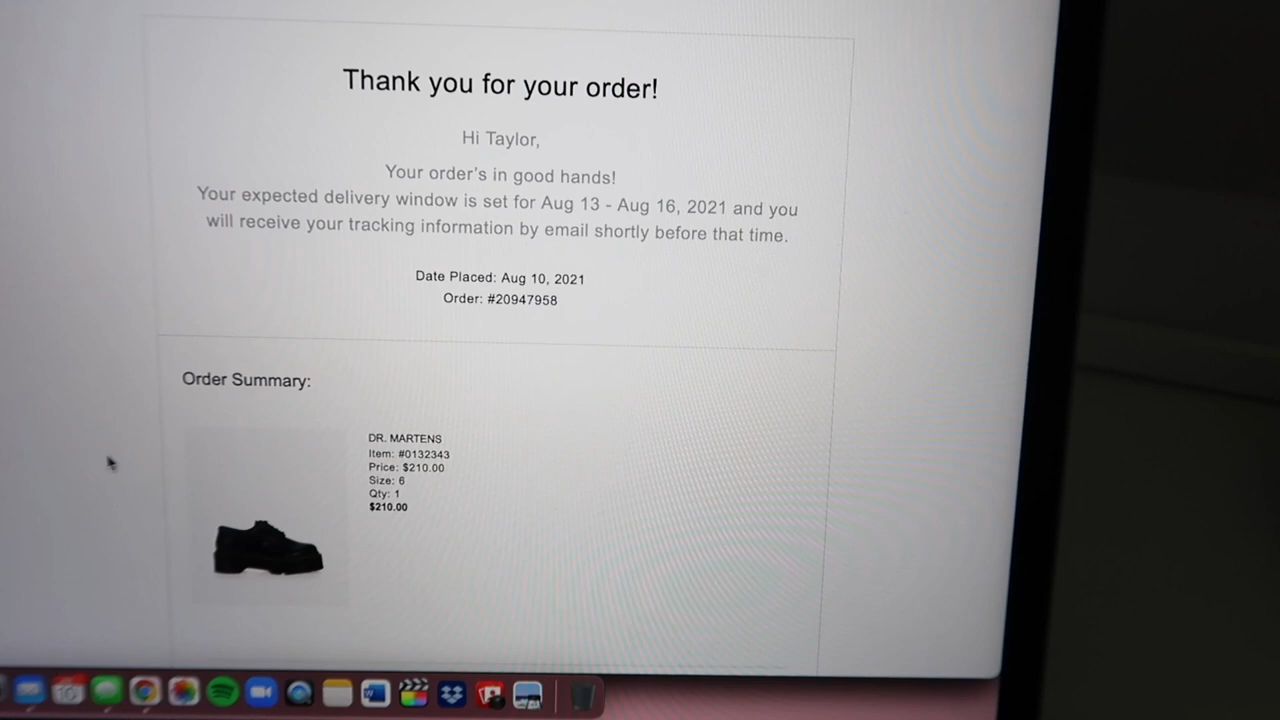 Thank you for your order!
Hi Taylor,
Your order's in good hands!
Your expected delivery window is set for Aug 13 - Aug 16, 2021 and you
will receive your tracking information by email shortly before that time.
Date Placed: Aug 10, 2021
Order: #20947958
Order Summary:
DR. MARTENS
Item: #0132343
Price: $210.00
Size: 6
Qty: 1
$210.00
10
W